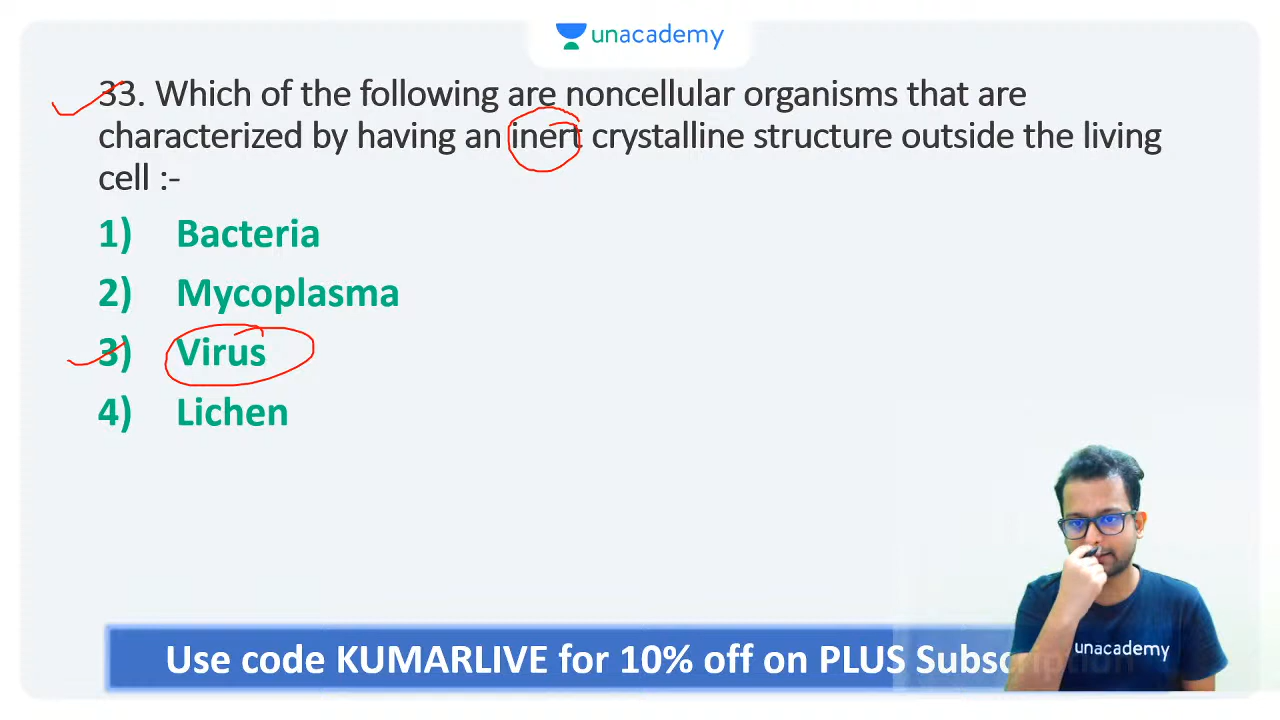 unacademy
33. Which of the following are noncellular organisms that are
characterized by having an inert crystalline structure outside the living
cell :-
1) Bacteria
2) Mycoplasma
3) Virus
4) Lichen
unacademy
Use code KUMARLIVE for 10% off on PLUS Subscription